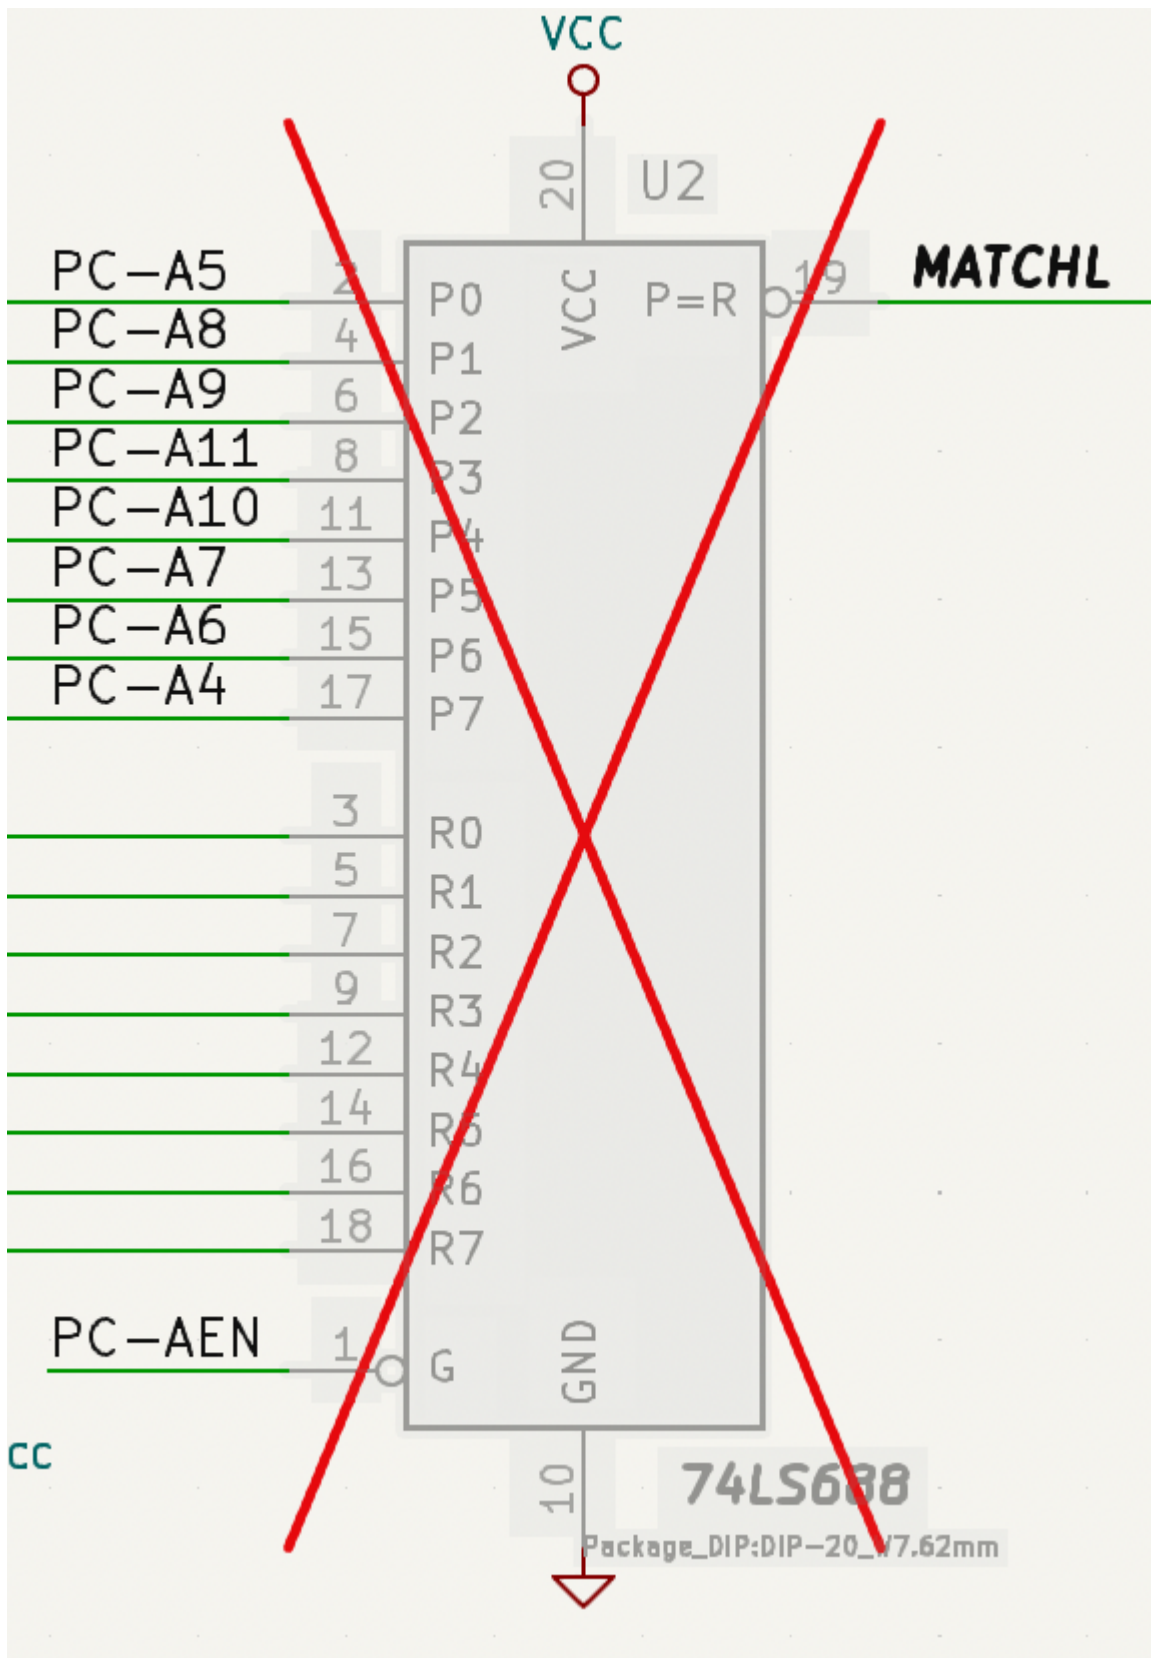 VCC
20
U2
PC-A5
2
P0
VCC
P=R
19
MATCHL
PC-A8
4
P1
PC-A9
6
P2
PC-A11
8
P3
PC-A10
11
P4
PC-A7
13
P5
PC-A6
15
P6
PC-A4
17
P7
3
R0
5
R1
7
R2
9
R3
12
R4
14
R5
16
R6
18
R7
PC-AEN
1
G
GND
CC
10
74LS688
Package_DIP:DIP-20_W7.62mm